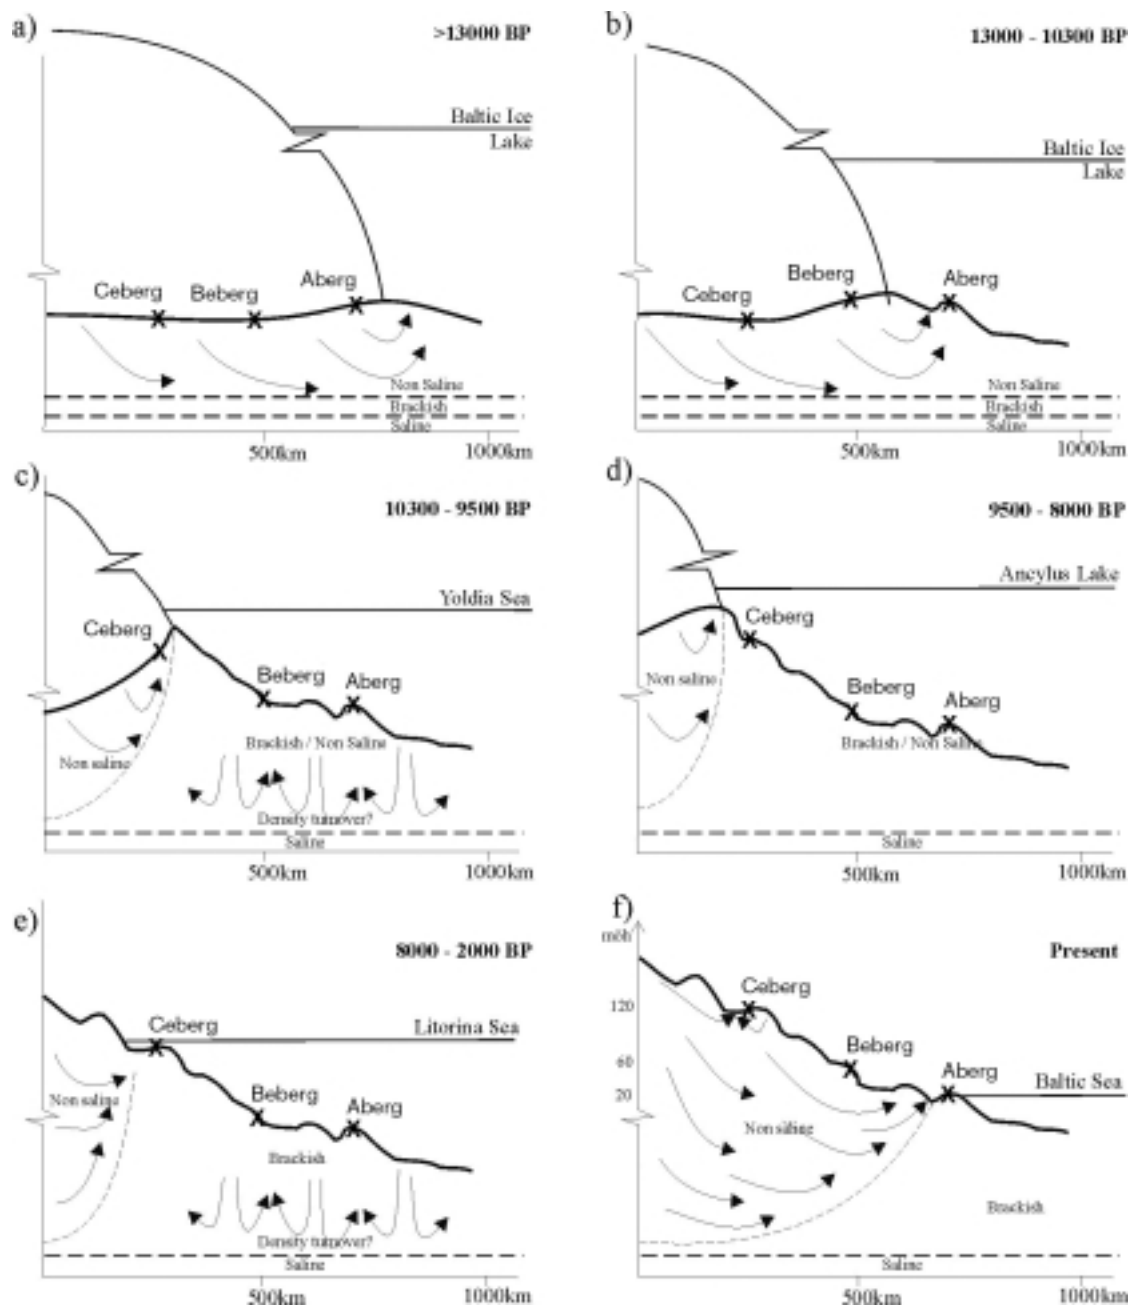 a)
>13000 BP
Baltic Ice
Lake
Ceberg
Beberg
Aberg
Non Saline
Brackish
Saline
500km
1000km
b)
13000 - 10300 BP
Baltic Ice
Lake
Ceberg
Beberg
Aberg
Non Saline
Brackish
Saline
500km
1000km
c)
10300 - 9500 BP
Yoldia Sea
Ceberg
Beberg
Aberg
Brackish / Non Saline
Non saline
Density turnover?
Saline
500km
1000km
d)
9500 - 8000 BP
Ancylus Lake
Ceberg
Non saline
Beberg
Aberg
Brackish / Non Saline
Saline
500km
1000km
e)
8000 - 2000 BP
Ceberg
Litorina Sea
Non saline
Beberg
Aberg
Brackish
Density turnover?
Saline
500km
1000km
f)
möh
Present
Ceberg
120
Beberg
60
Aberg
Baltic Sea
20
Non saline
Brackish
Saline
500km
1000km